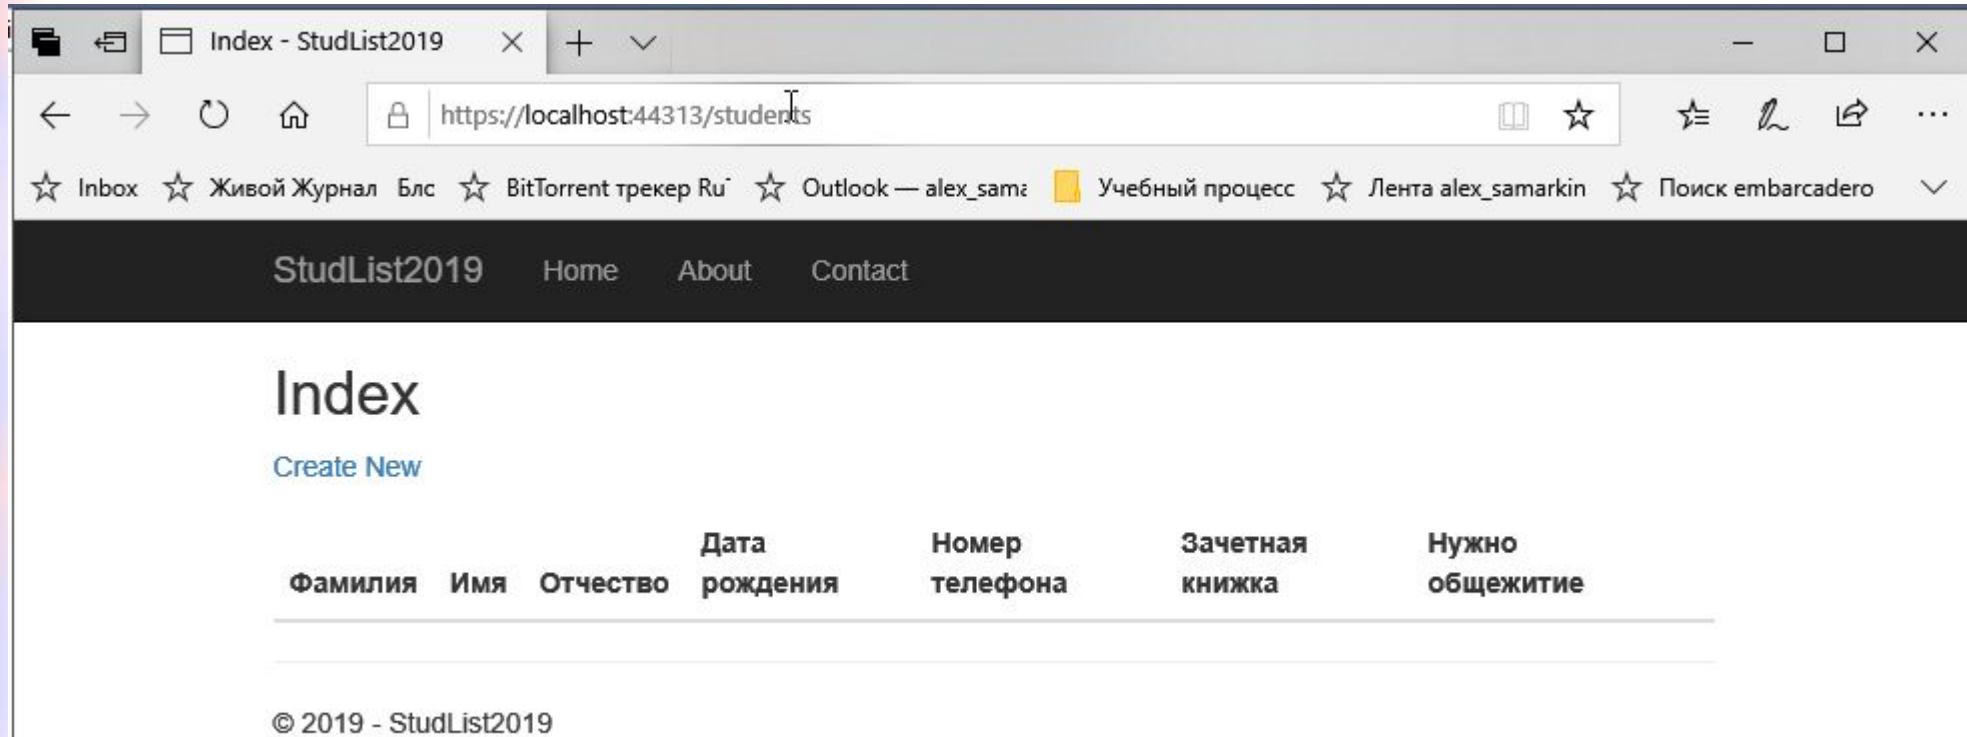 Index - StudList2019
https://localhost:44313/students
Inbox Живой Журнал Блс BitTorrent трекер Ru Outlook — alex_sama Учебный процесс Лента alex_samarkin Поиск embarcadero
StudList2019 Home About Contact
Index
Create New
Фамилия Имя Отчество Дата рождения Номер телефона Зачетная книжка Нужно общежитие
© 2019 - StudList2019